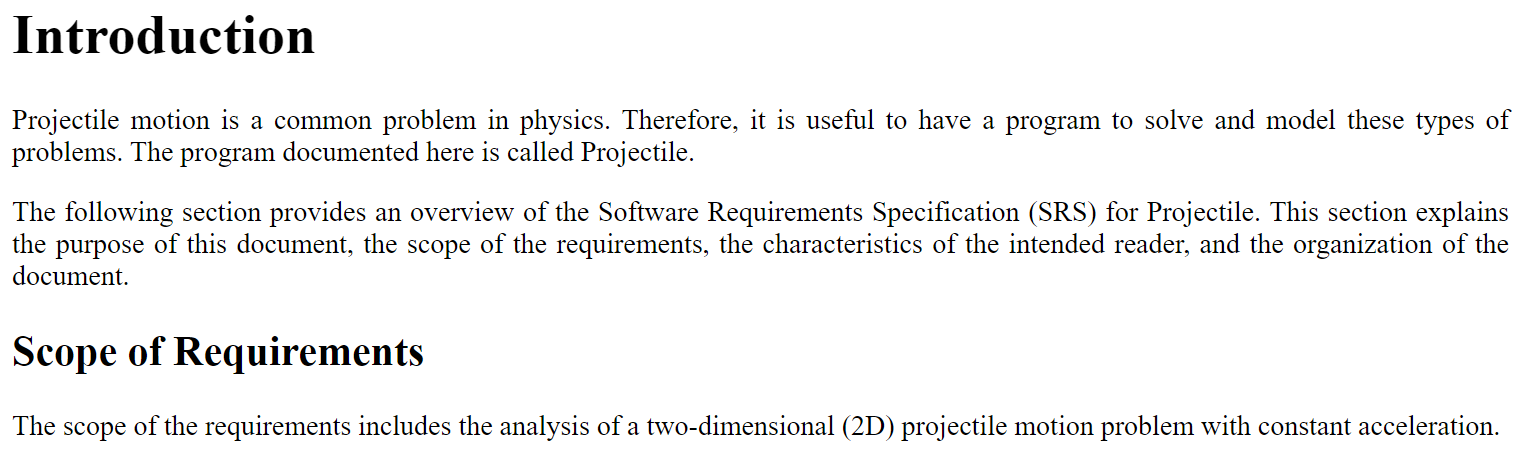 Introduction
Projectile motion is a common problem in physics. Therefore, it is useful to have a program to solve and model these types of
problems. The program documented here is called Projectile.
The following section provides an overview of the Software Requirements Specification (SRS) for Projectile. This section explains
the purpose of this document, the scope of the requirements, the characteristics of the intended reader, and the organization of the
document.
Scope of Requirements
The scope of the requirements includes the analysis of a two-dimensional (2D) projectile motion problem with constant acceleration.